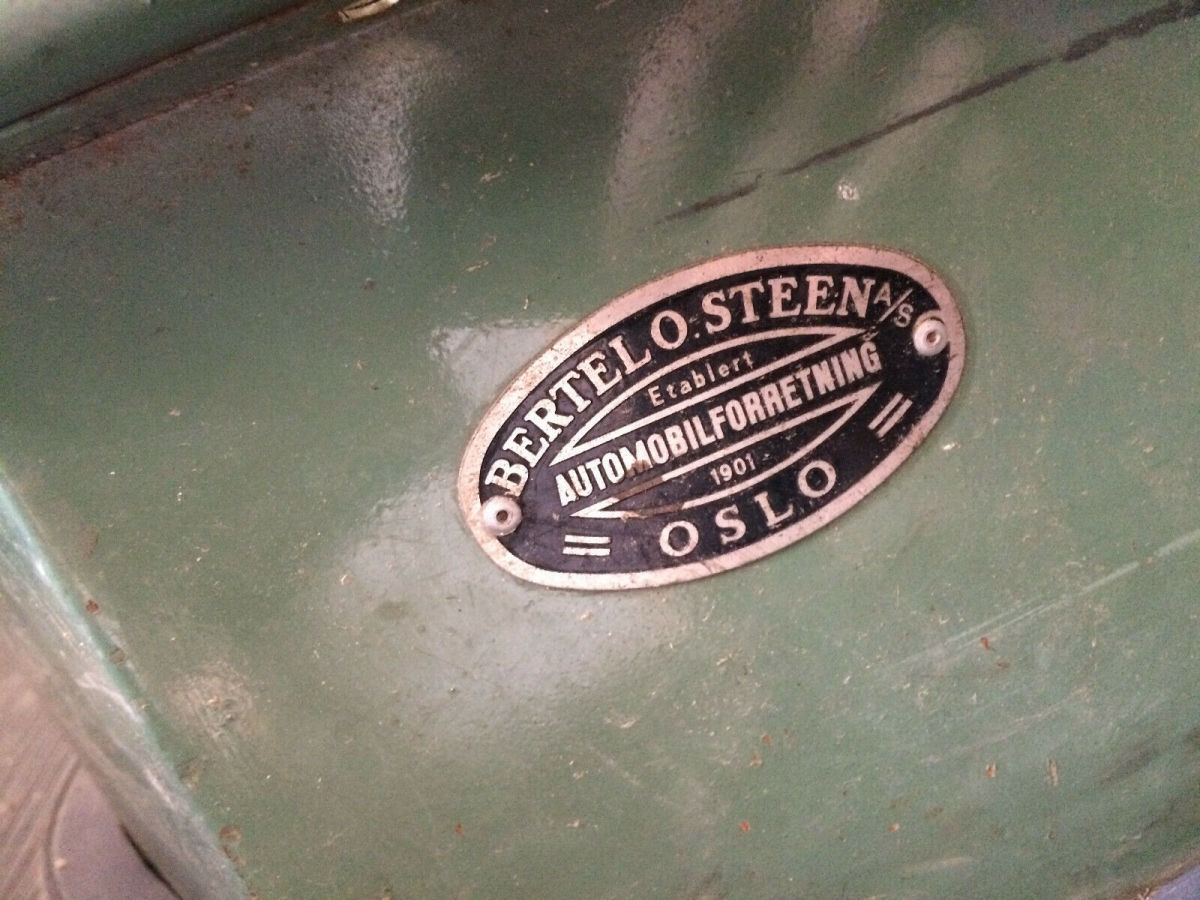 BERTEL O. STEEN A/S
Etablert
AUTOMOBILFORRETNING
1901
= OSLO =